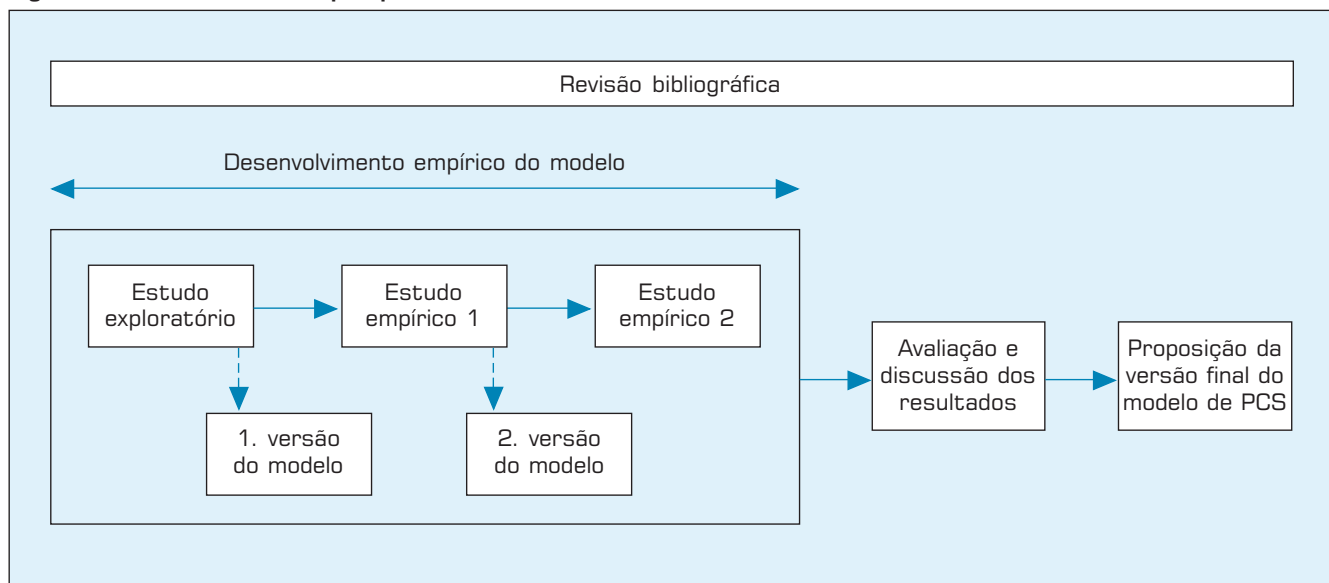 Revisão bibliográfica
Desenvolvimento empírico do modelo
Estudo
exploratório
Estudo
empírico 1
Estudo
empírico 2
1. versão
do modelo
2. versão
do modelo
Avaliação e
discussão dos
resultados
Proposição da
versão final do
modelo de PCS